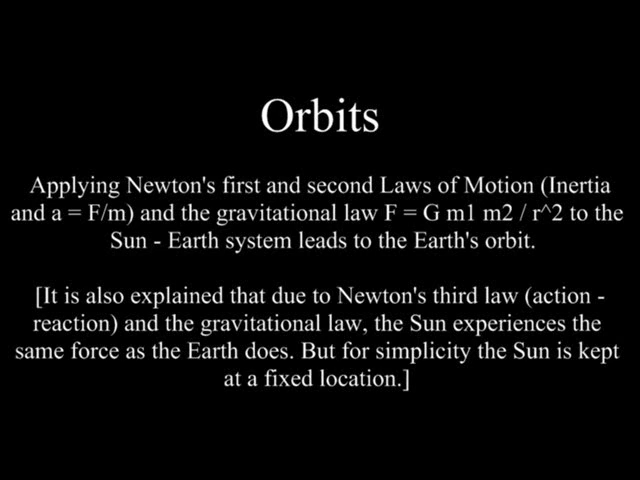 Orbits
Applying Newton's first and second Laws of Motion (Inertia
and a = F/m) and the gravitational law F = G m1 m2 / r^2 to the
Sun - Earth system leads to the Earth's orbit.
[It is also explained that due to Newton's third law (action -
reaction) and the gravitational law, the Sun experiences the
same force as the Earth does. But for simplicity the Sun is kept
at a fixed location.]